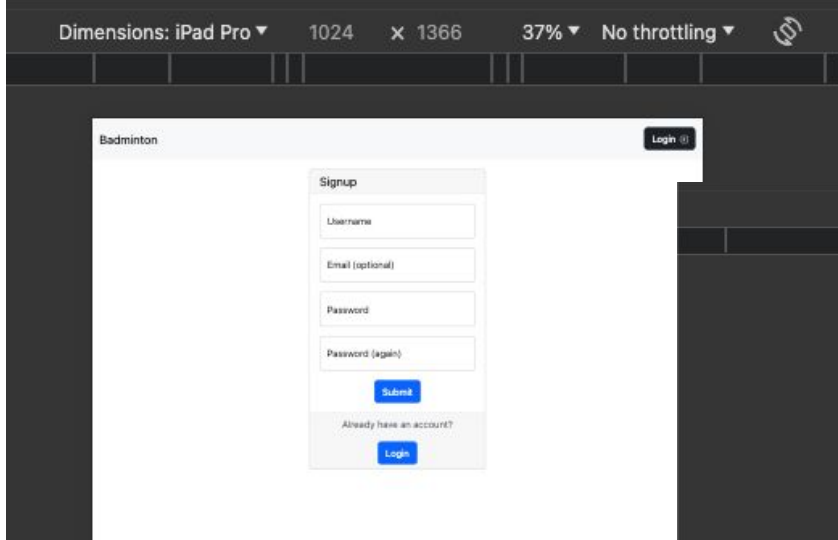 Dimensions: iPad Pro ▼ 1024 × 1366 37% ▼ No throttling ▼
Badminton Login
Signup
Username
Email (optional)
Password
Password (again)
Submit
Already have an account?
Login